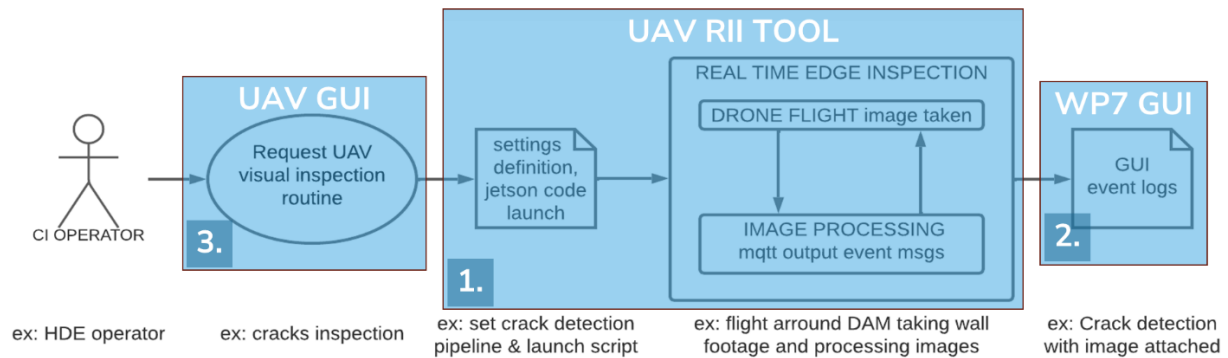 UAV RII TOOL
UAV GUI
REAL TIME EDGE INSPECTION
WP7 GUI
DRONE FLIGHT image taken
settings
definition,
jetson code
launch
Request UAV
visual inspection
routine
GUI
event logs
CI OPERATOR
IMAGE PROCESSING
mqtt output event msgs
3.
1.
2.
ex: HDE operator
ex: cracks inspection
ex: set crack detection
pipeline & launch script
ex: flight arround DAM taking wall
footage and processing images
ex: Crack detection
with image attached